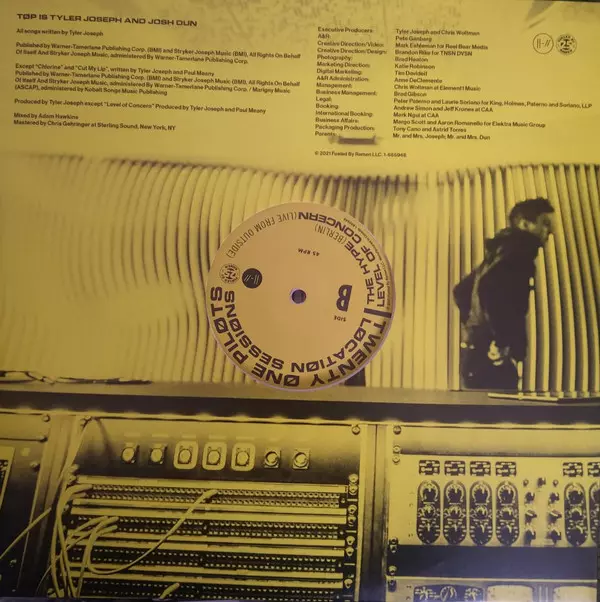 TØP IS TYLER JOSEPH AND JOSH DUN
All songs written by Tyler Joseph
Published by Warner-Tamerlane Publishing Corp. (BMI) and Stryker Joseph Music (BMI), All Rights On Behalf
Of Itself And Stryker Joseph Music, administered by Warner-Tamerlane Publishing Corp.
Except "Chlorine" and "Cut My Lip", written by Tyler Joseph and Paul Meany
Published by Warner-Tamerlane Publishing Corp. (BMI) and Stryker Joseph Music (BMI), All Rights On Behalf
Of Itself And Stryker Joseph Music, administered by Warner-Tamerlane Publishing Corp. / Marigny Music
(ASCAP), administered by Kobalt Songs Music Publishing
Produced by Tyler Joseph except "Level of Concern" Produced by Tyler Joseph and Paul Meany
Mixed by Adam Hawkins
Mastered by Chris Gehringer at Sterling Sound, New York, NY
Executive Producers: Tyler Joseph and Chris Woltman
A&R: Pete Ganbarg
Creative Direction/Video: Mark Eshleman for Reel Bear Media
Creative Direction/Design: Brandon Rike for TNSN DVSN
Photography: Brad Heaton
Marketing Direction: Katie Robinson
Digital Marketing: Tim Davidson
A&R Administration: Anne DeClemente
Management: Chris Woltman at Element1 Music
Business Management: Brad Gilmor
Legal: Peter Paterno and Laurie Soriano for King, Holmes, Paterno and Soriano, LLP
Booking: Andrew Simon and Jeff Krones at CAA
International Booking: Mark Ngui at CAA
Business Affairs: Margo Scott and Aaron for Elektra Music Group
Packaging Production: Tony Cano and Astrid Torres
Parents: Mr. and Mrs. Joseph; Mr. and Mrs. Dun
© 2021 Fueled By Ramen LLC.
TWENTY ØNE PILØTS
LØCATIØN SESSIØNS
SIDE
B
45 RPM
THE HYPE (BERLIN)
LEVEL OF CONCERN (LIVE FROM OUTSIDE)